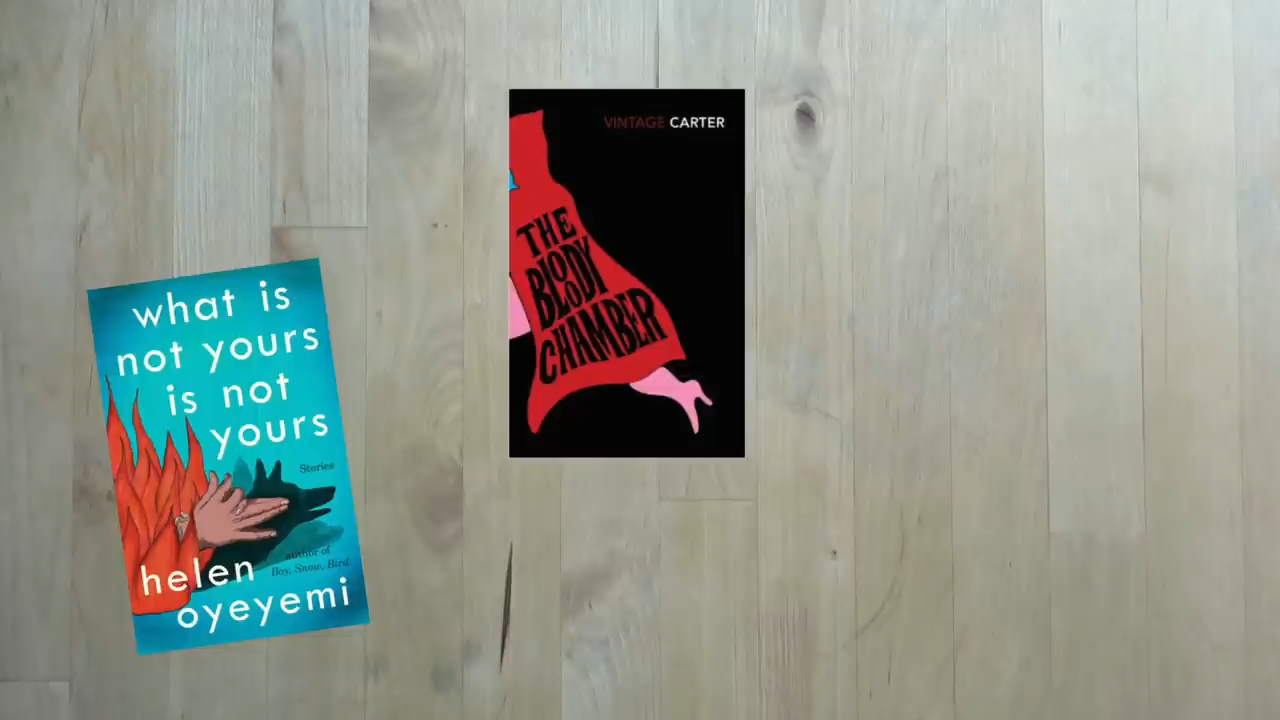 what is
not yours
is not
yours
Stories
author of
Boy, Snow, Bird
helen
oyeyemi
VINTAGE CARTER
THE
BLOODY
CHAMBER